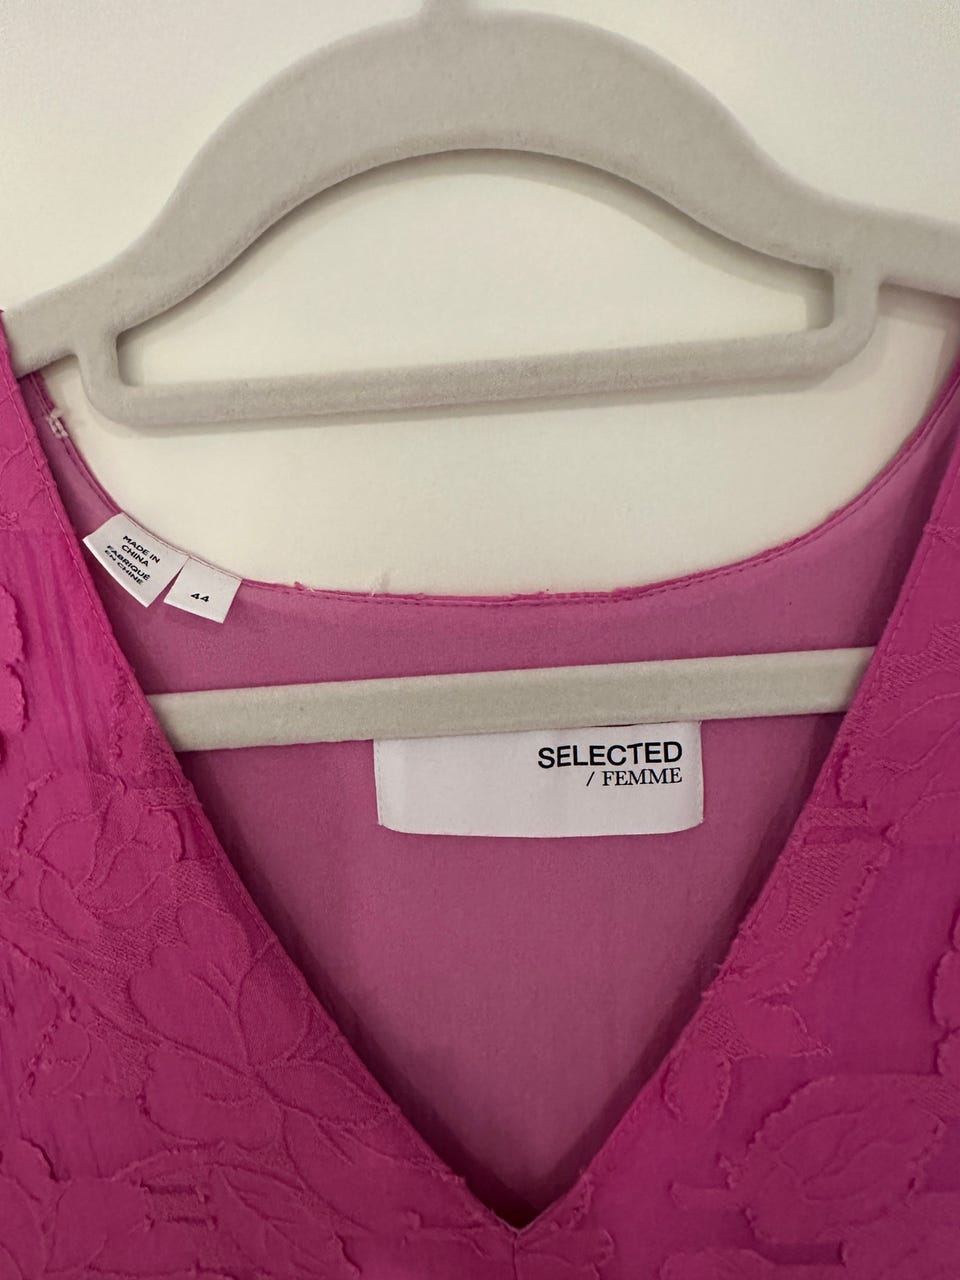 MADE IN
CHINA
FABRIQUÉ
EN CHINE
44
SELECTED
/ FEMME